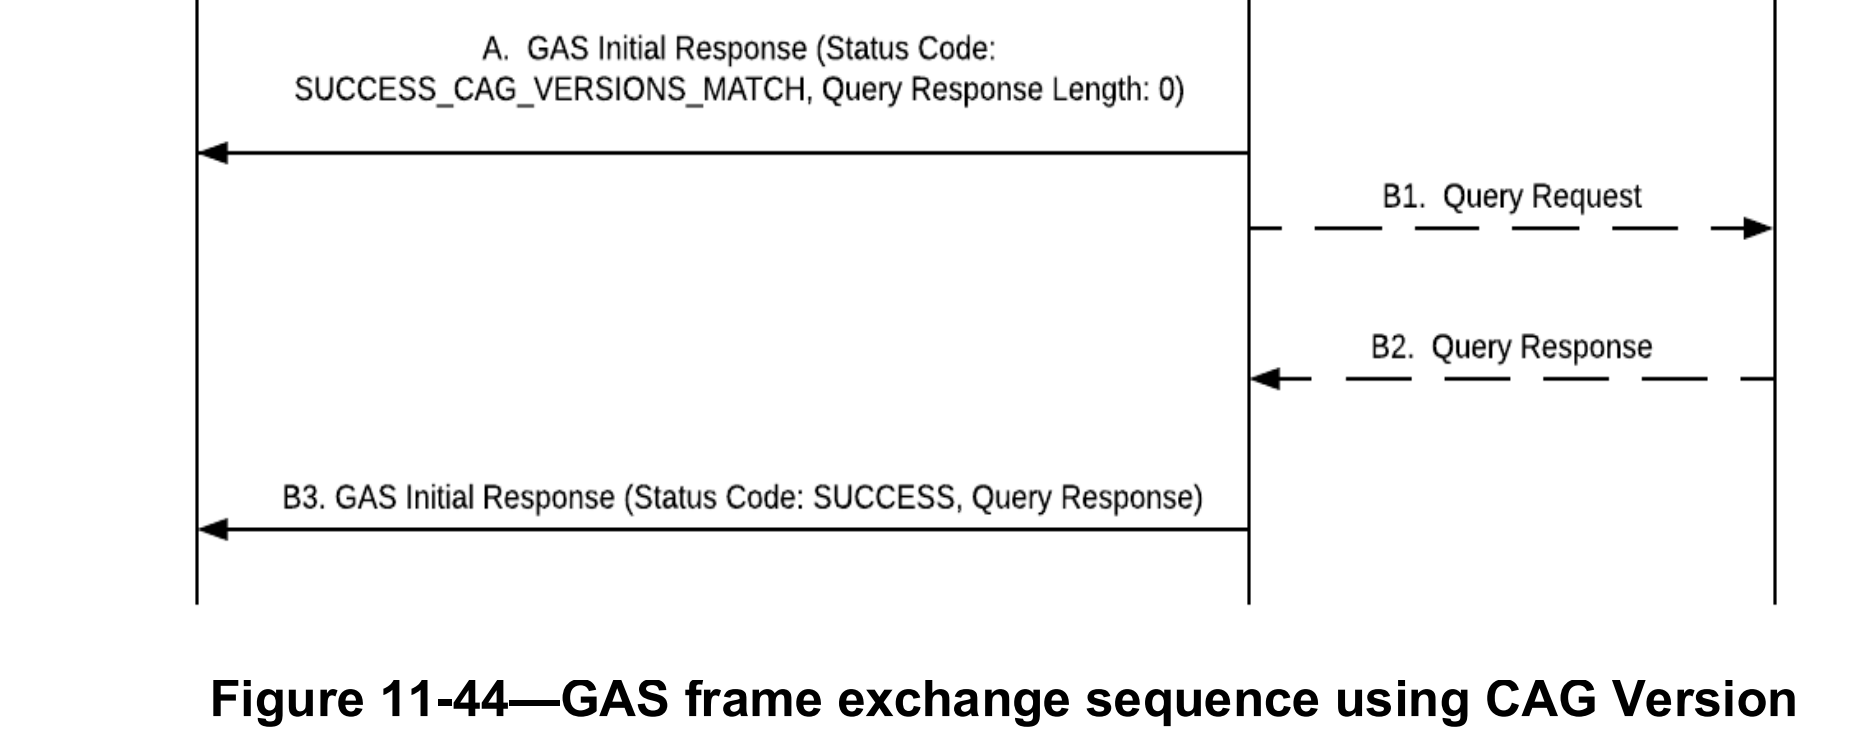 A. GAS Initial Response (Status Code:
SUCCESS_CAG_VERSIONS_MATCH, Query Response Length: 0)
B1. Query Request
B2. Query Response
B3. GAS Initial Response (Status Code: SUCCESS, Query Response)
Figure 11-44—GAS frame exchange sequence using CAG Version